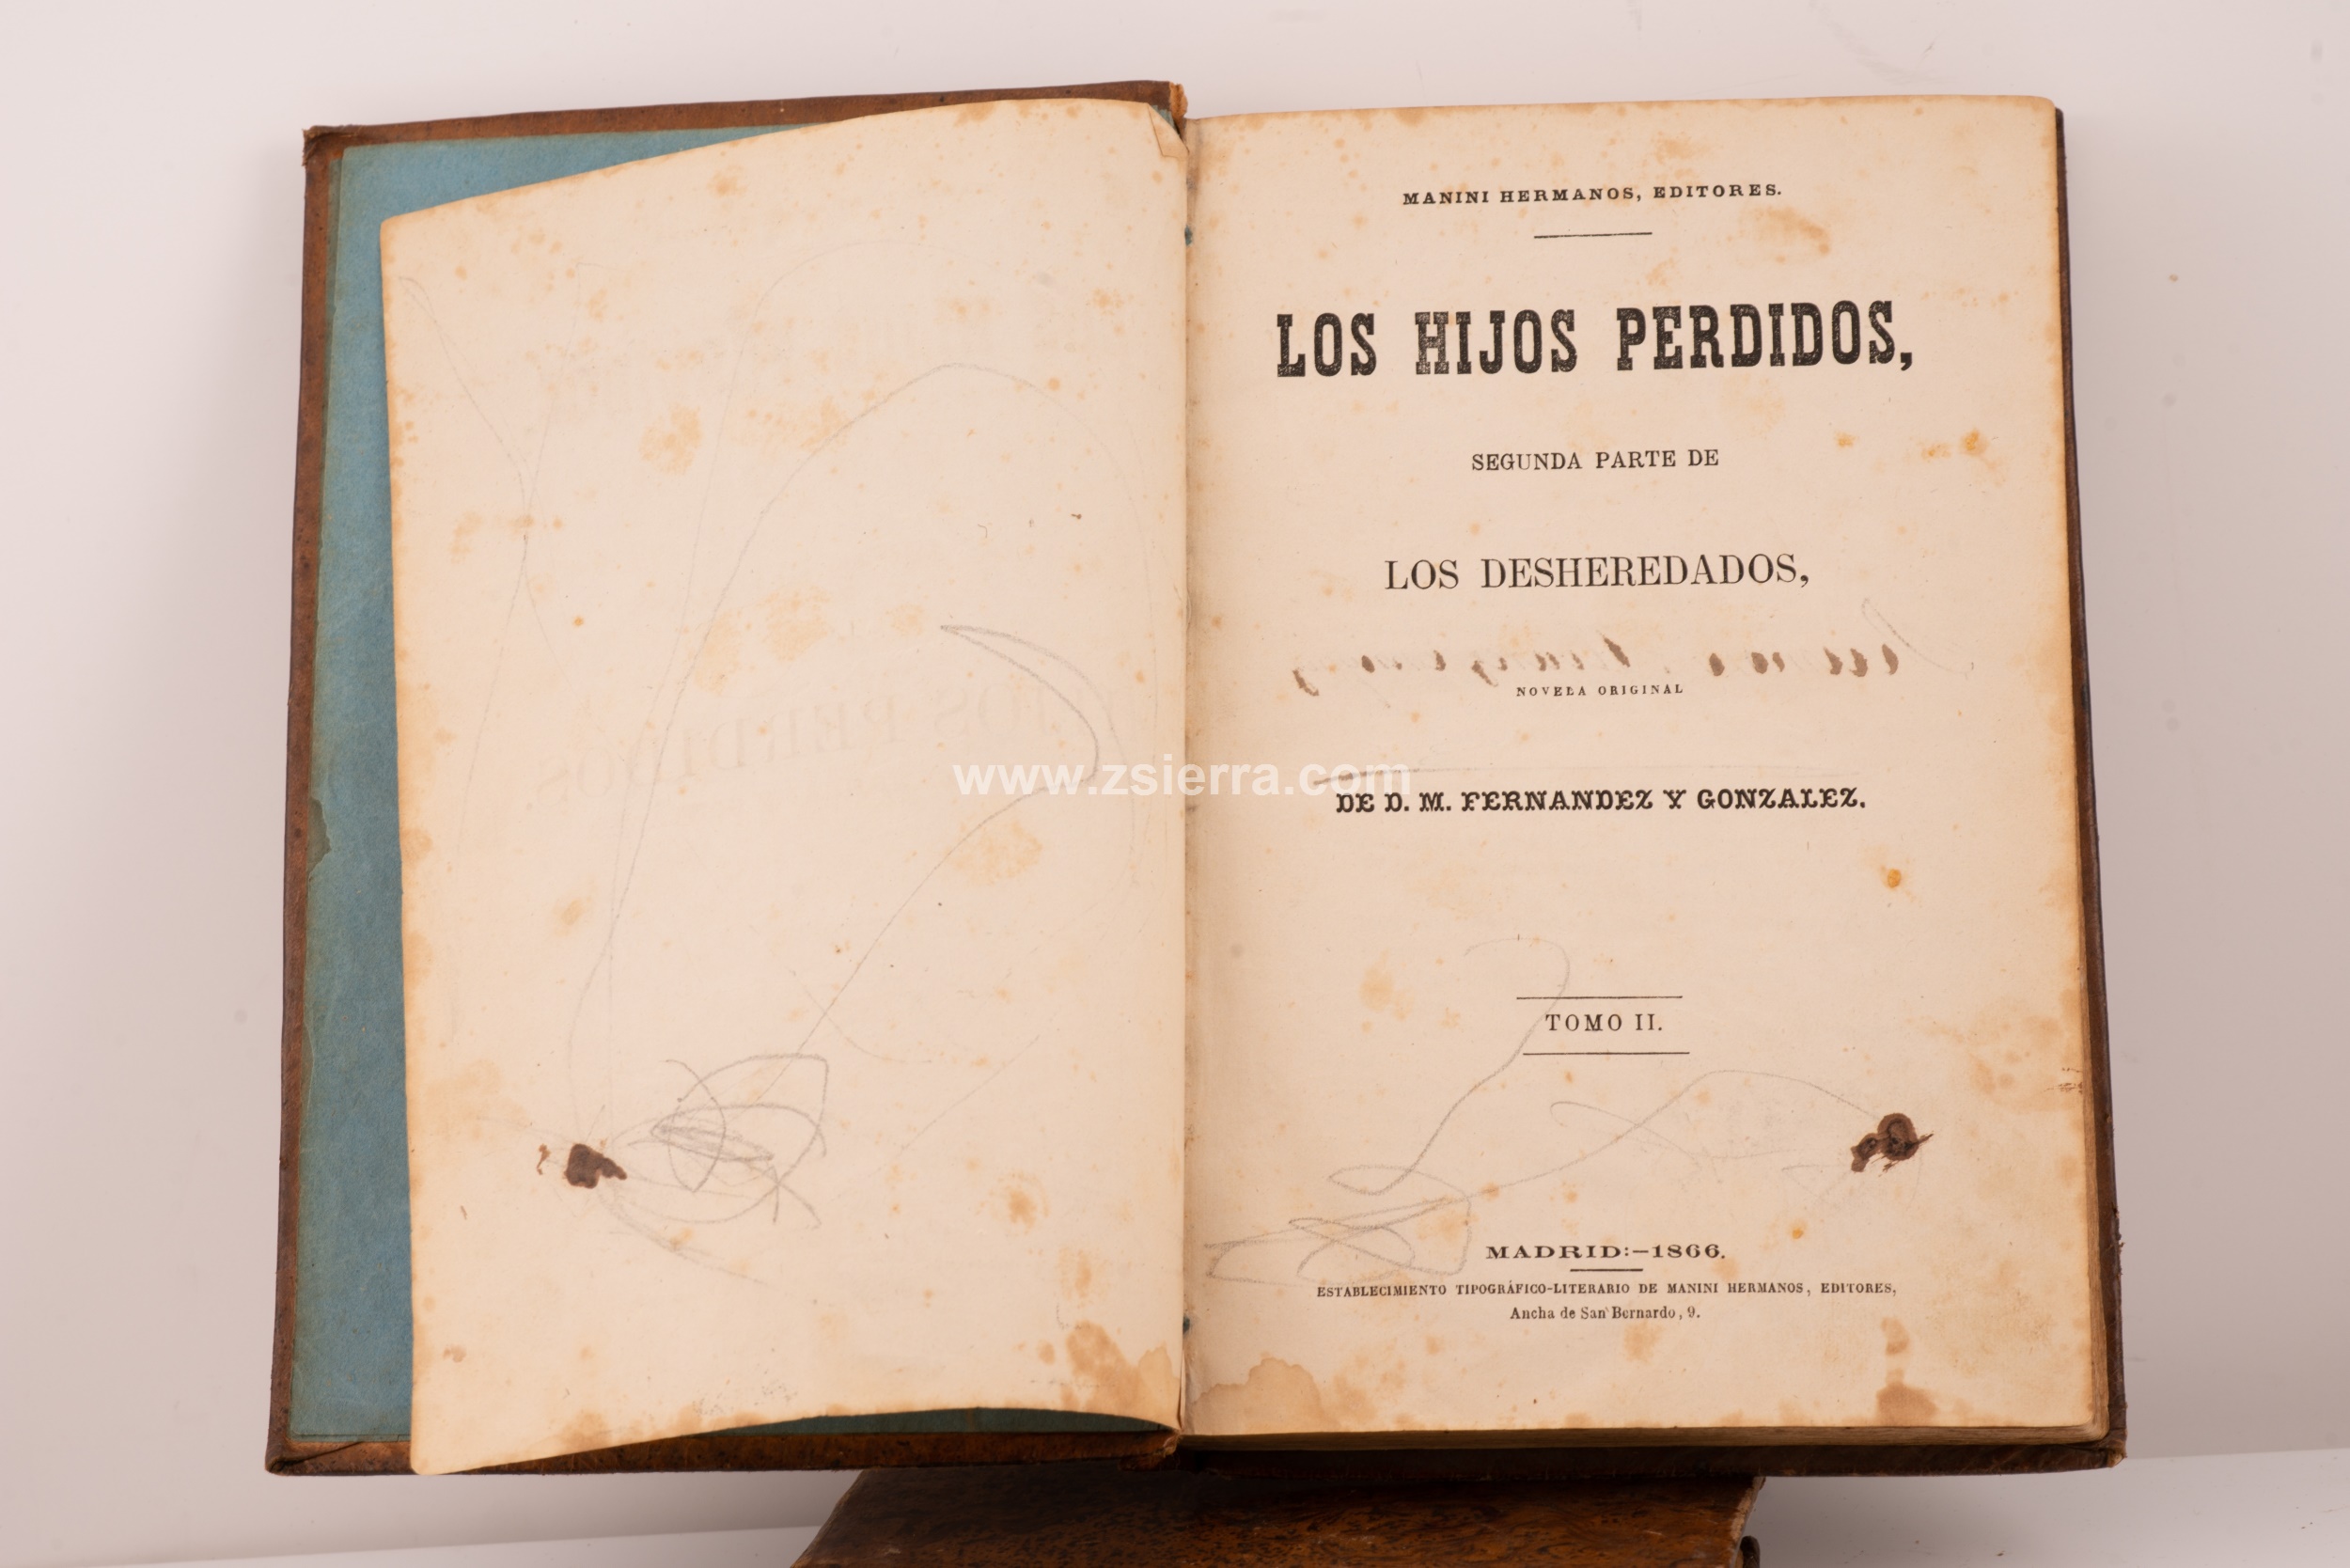 MANINI HERMANOS, EDITORES.
LOS HIJOS PERDIDOS,
SEGUNDA PARTE DE
LOS DESHEREDADOS,
NOVELA ORIGINAL
www.zsierra.com
DE D. M. FERNANDEZ Y GONZALEZ.
TOMO II.
MADRID:—1866.
ESTABLECIMIENTO TIPOGRÁFICO-LITERARIO DE MANINI HERMANOS, EDITORES,
Ancha de San Bernardo, 9.